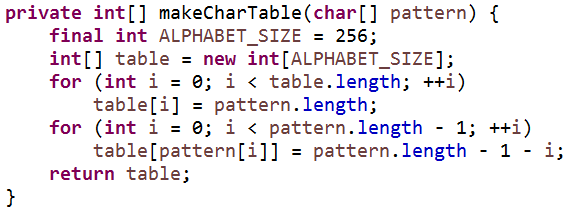 private int[] makeCharTable(char[] pattern) {
    final int ALPHABET_SIZE = 256;
    int[] table = new int[ALPHABET_SIZE];
    for (int i = 0; i < table.length; ++i)
        table[i] = pattern.length;
    for (int i = 0; i < pattern.length - 1; ++i)
        table[pattern[i]] = pattern.length - 1 - i;
    return table;
}